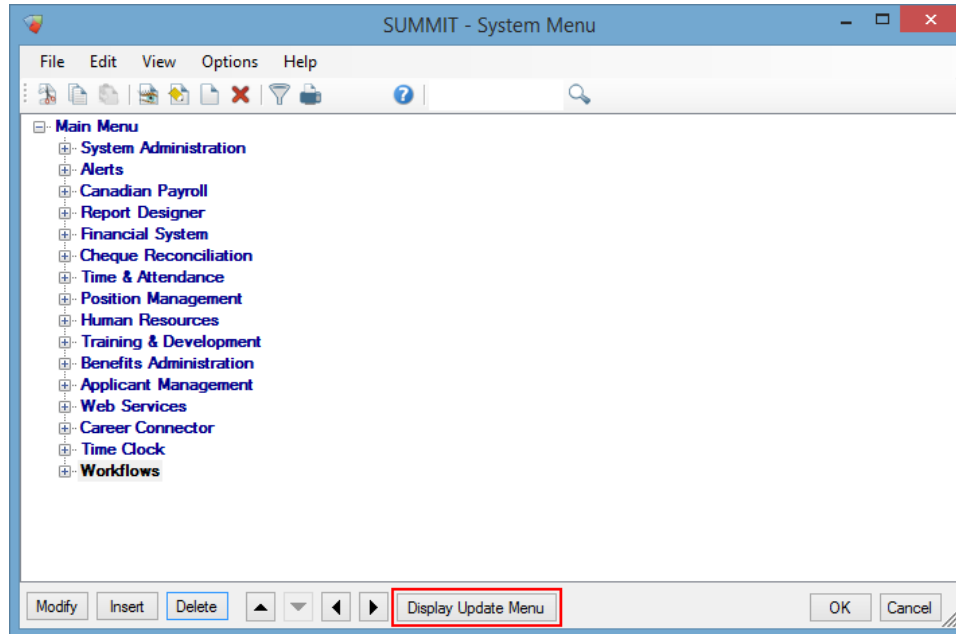 SUMMIT - System Menu
File Edit View Options Help
Main Menu
System Administration
Alerts
Canadian Payroll
Report Designer
Financial System
Cheque Reconciliation
Time & Attendance
Position Management
Human Resources
Training & Development
Benefits Administration
Applicant Management
Web Services
Career Connector
Time Clock
Workflows
Modify Insert Delete Display Update Menu OK Cancel